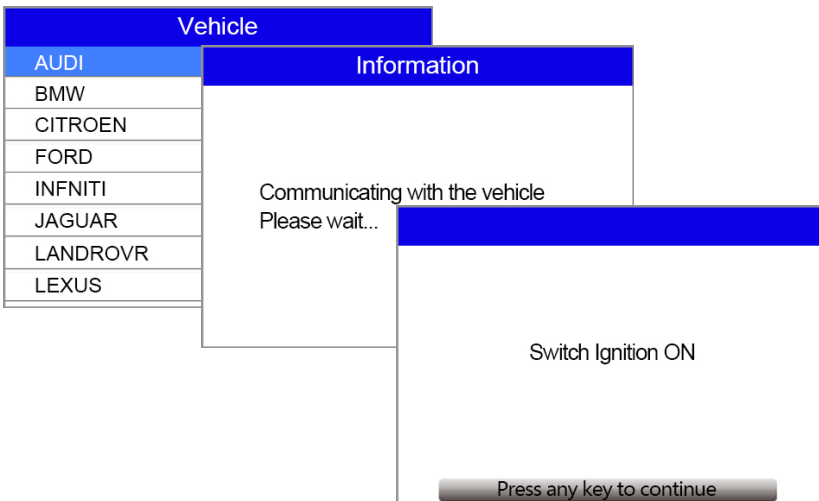 Vehicle
AUDI
BMW
CITROEN
FORD
INFNITI
JAGUAR
LANDROVR
LEXUS
Information
Communicating with the vehicle
Please wait...
Switch Ignition ON
Press any key to continue